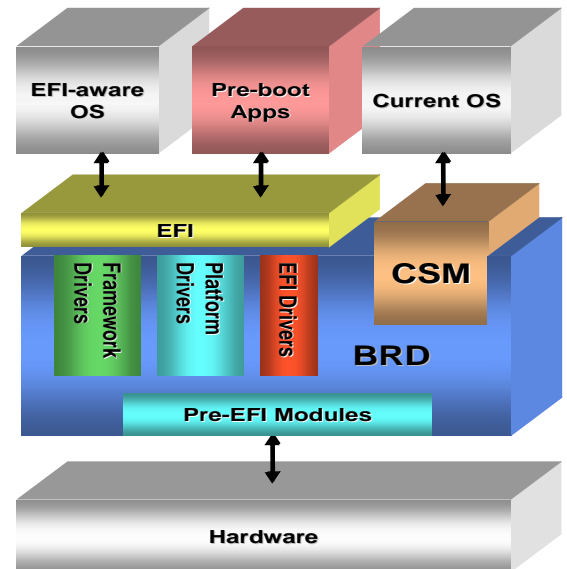 EFI-aware
OS
Pre-boot
Apps
Current OS
EFI
CSM
Framework
Drivers
Platform
Drivers
EFI Drivers
BRD
Pre-EFI Modules
Hardware